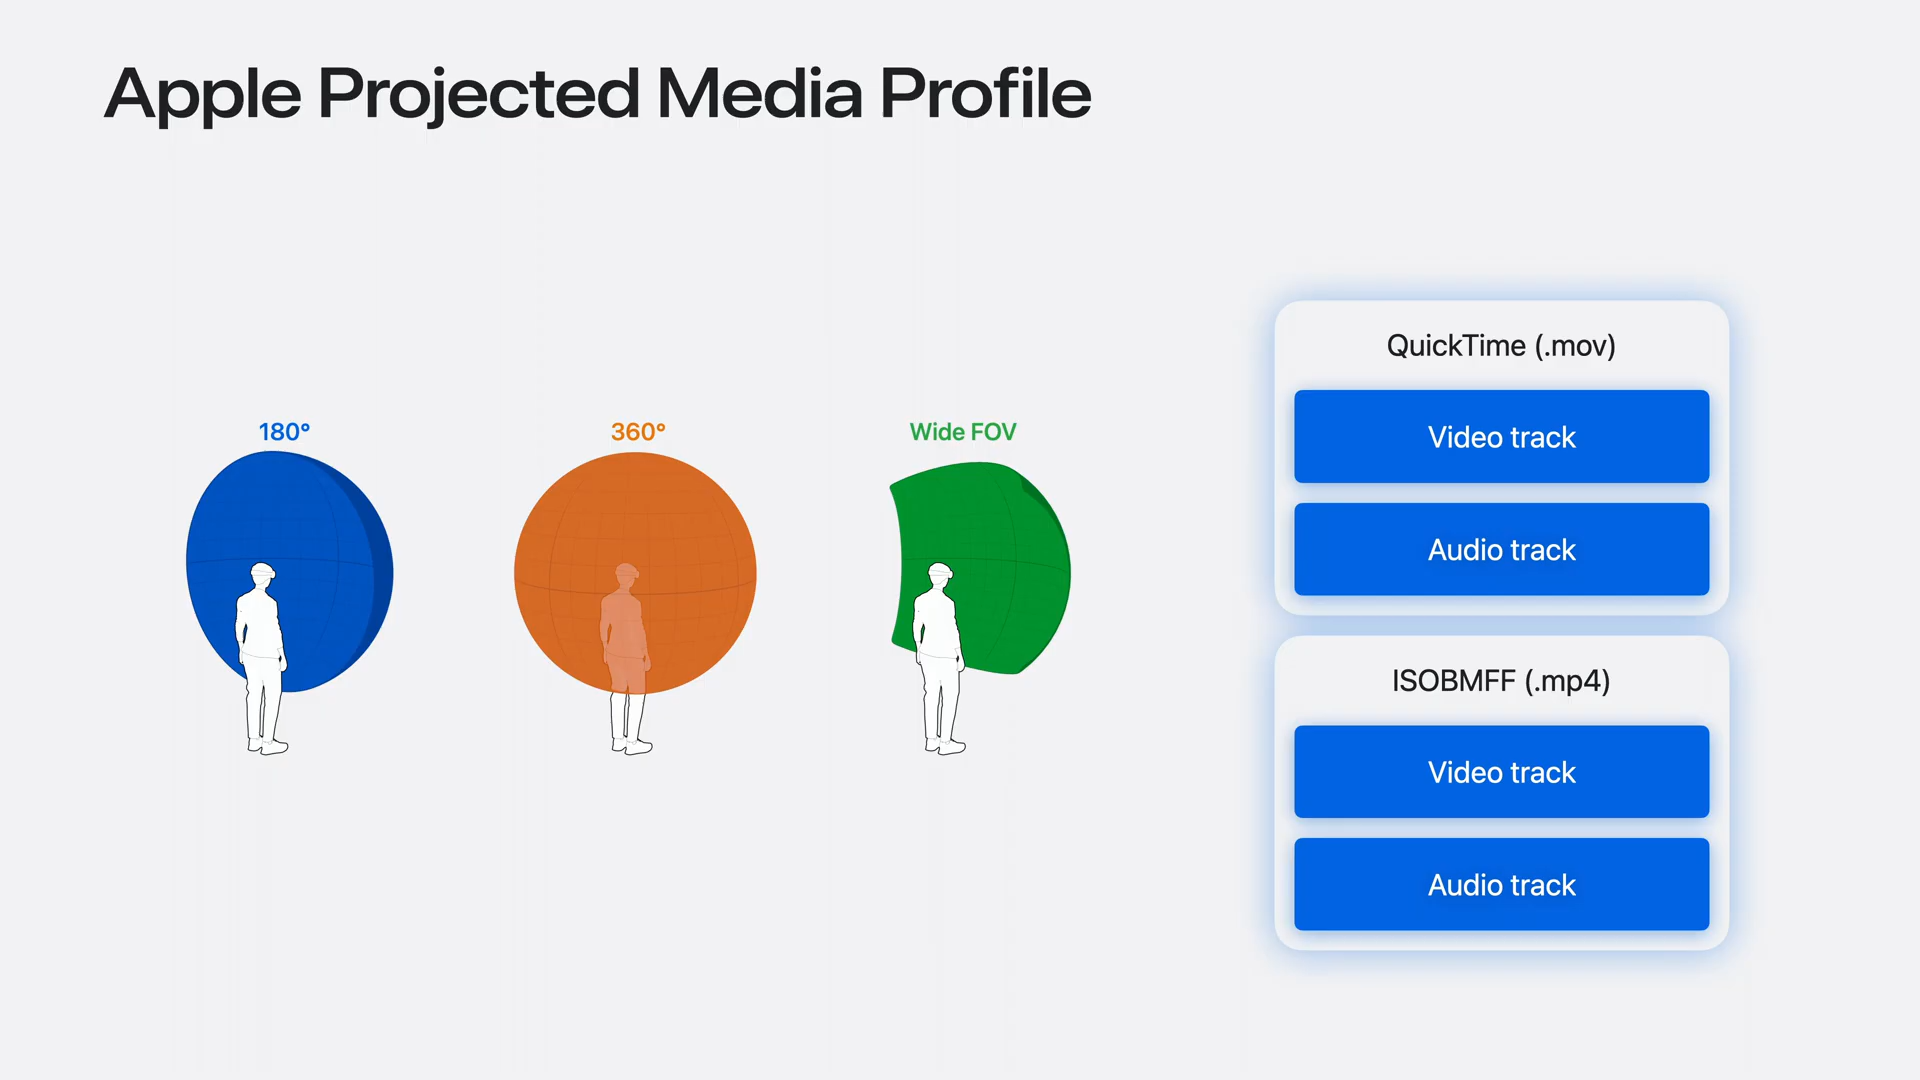 Apple Projected Media Profile
180°
360°
Wide FOV
QuickTime (.mov)
Video track
Audio track
ISOBMFF (.mp4)
Video track
Audio track